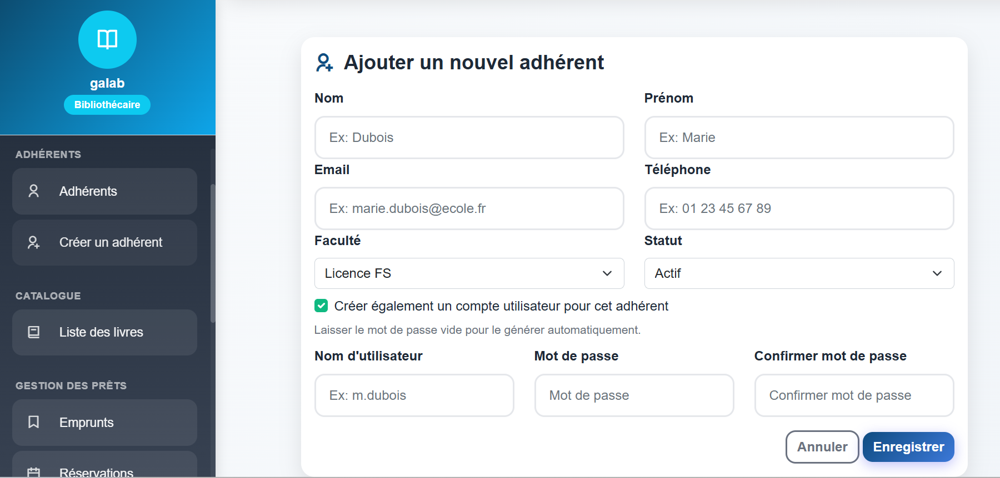 galab
Bibliothécaire
ADHÉRENTS
Adhérents
Créer un adhérent
CATALOGUE
Liste des livres
GESTION DES PRÊTS
Emprunts
Réservations
Ajouter un nouvel adhérent
Nom
Prénom
Ex: Dubois
Ex: Marie
Email
Téléphone
Ex: marie.dubois@ecole.fr
Ex: 01 23 45 67 89
Faculté
Statut
Licence FS
Actif
Créer également un compte utilisateur pour cet adhérent
Laisser le mot de passe vide pour le générer automatiquement.
Nom d'utilisateur
Mot de passe
Confirmer mot de passe
Ex: m.dubois
Mot de passe
Confirmer mot de passe
Annuler
Enregistrer